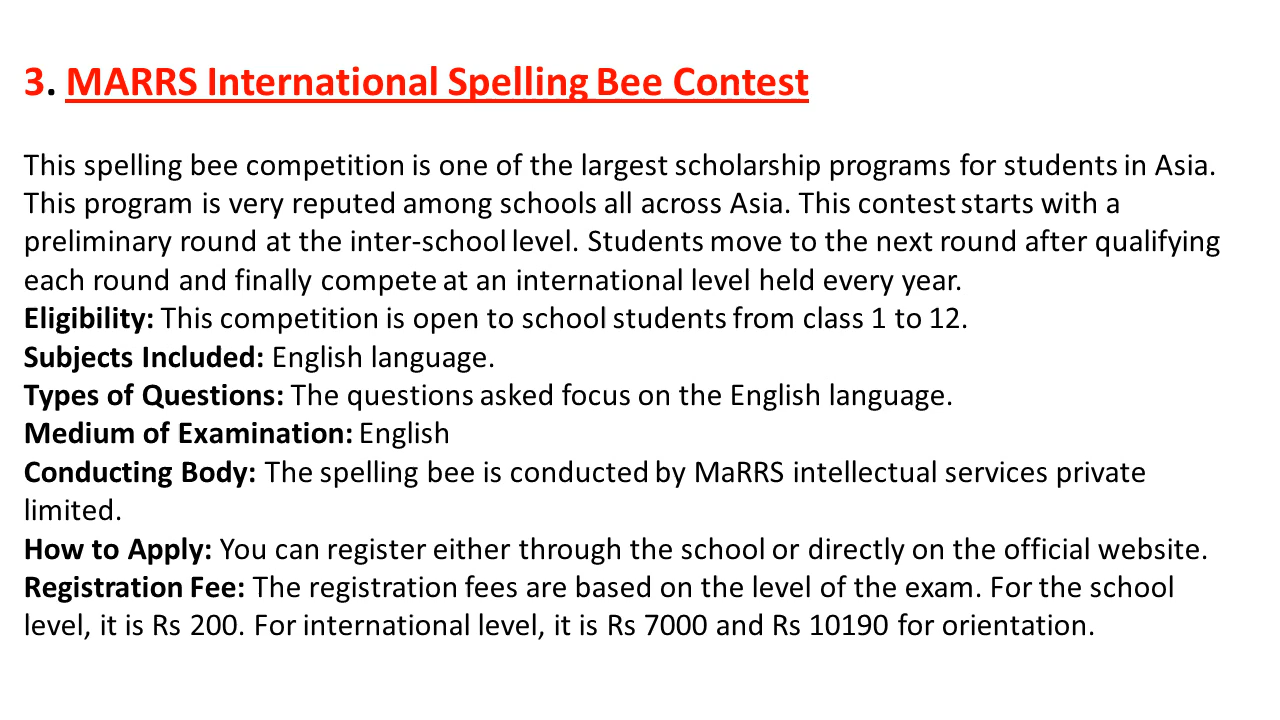 3. MARRS International Spelling Bee Contest
This spelling bee competition is one of the largest scholarship programs for students in Asia.
This program is very reputed among schools all across Asia. This contest starts with a
preliminary round at the inter-school level. Students move to the next round after qualifying
each round and finally compete at an international level held every year.
Eligibility: This competition is open to school students from class 1 to 12.
Subjects Included: English language.
Types of Questions: The questions asked focus on the English language.
Medium of Examination: English
Conducting Body: The spelling bee is conducted by MaRRS intellectual services private
limited.
How to Apply: You can register either through the school or directly on the official website.
Registration Fee: The registration fees are based on the level of the exam. For the school
level, it is Rs 200. For international level, it is Rs 7000 and Rs 10190 for orientation.